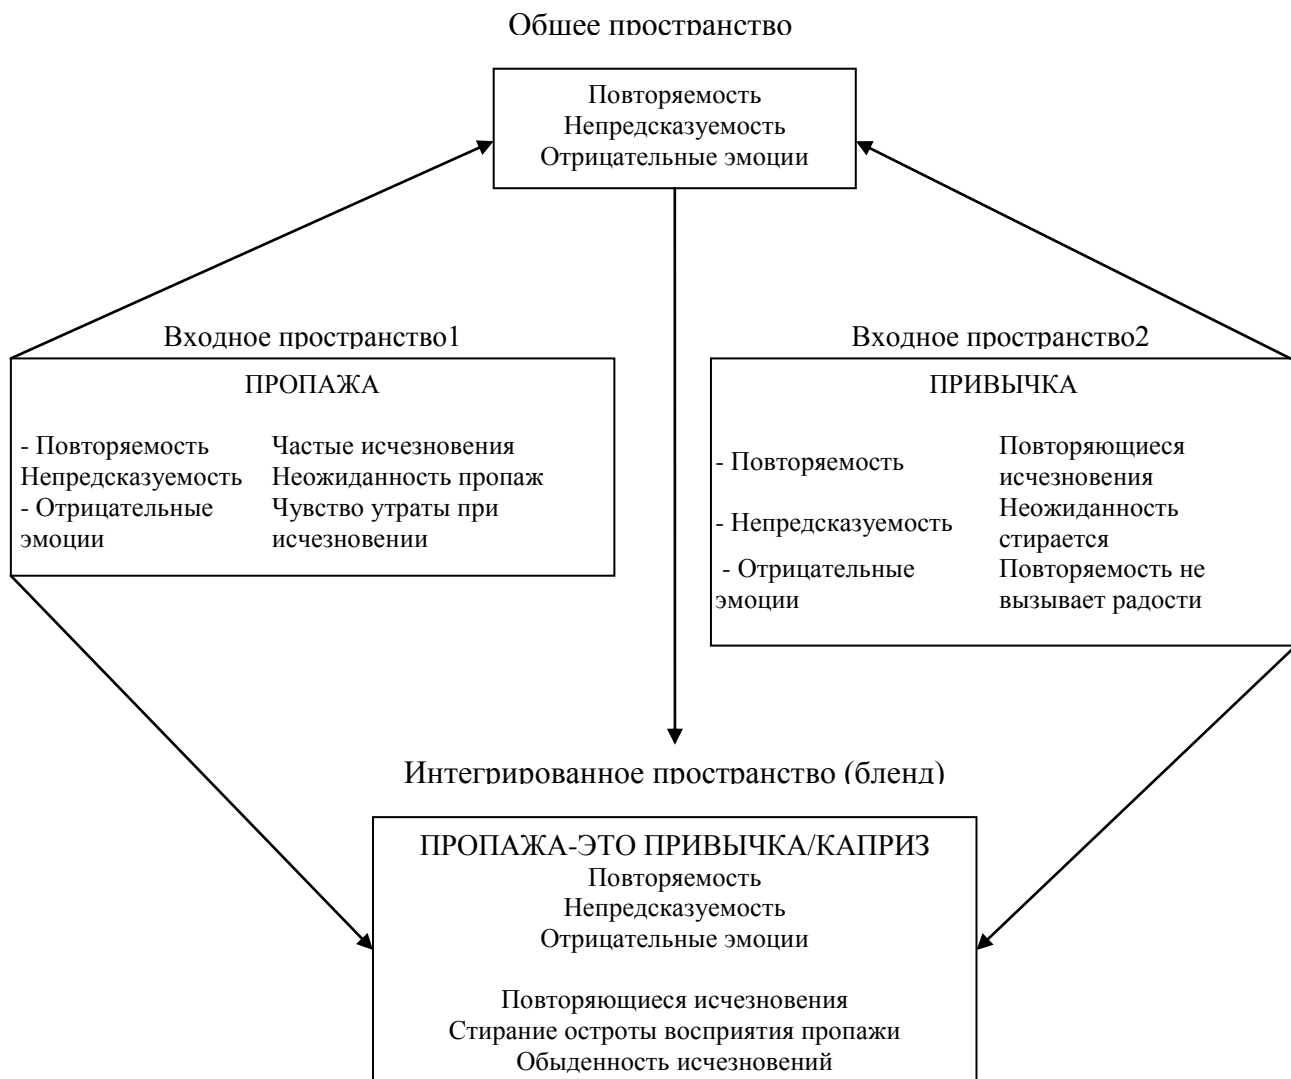 Общее пространство
Повторяемость
Непредсказуемость
Отрицательные эмоции
Входное пространство1
ПРОПАЖА
- Повторяемость Частые исчезновения
Непредсказуемость Неожиданность пропаж
- Отрицательные Чувство утраты при
эмоции исчезновении
Входное пространство2
ПРИВЫЧКА
- Повторяемость Повторяющиеся
исчезновения
- Непредсказуемость Неожиданность
стирается
- Отрицательные Повторяемость не
эмоции вызывает радости
Интегрированное пространство (бленд)
ПРОПАЖА-ЭТО ПРИВЫЧКА/КАПРИЗ
Повторяемость
Непредсказуемость
Отрицательные эмоции
Повторяющиеся исчезновения
Стирание остроты восприятия пропажи
Обыденность исчезновений